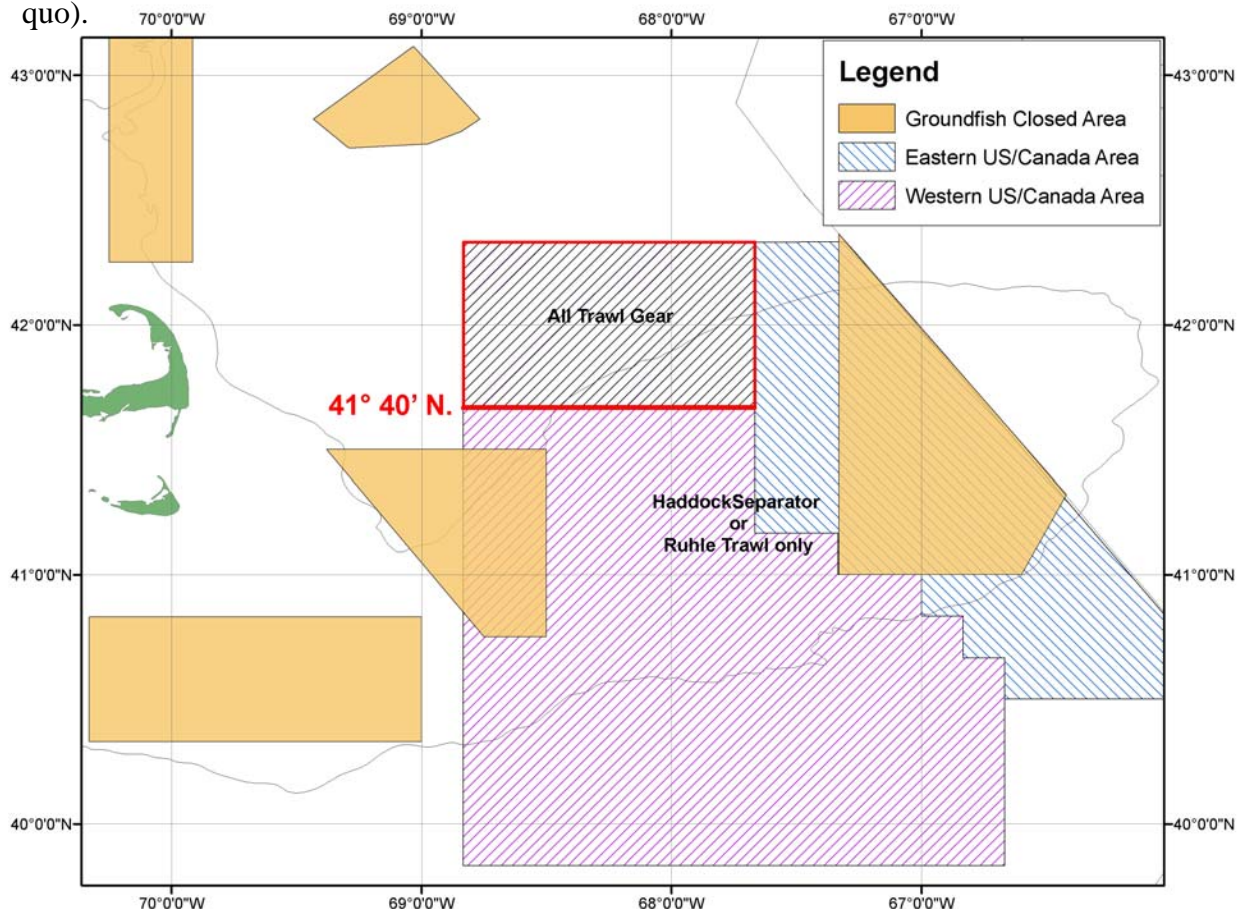 quo).
70°0'0"W 69°0'0"W 68°0'0"W 67°0'0"W
43°0'0"N 43°0'0"N
Legend
Groundfish Closed Area
Eastern US/Canada Area
Western US/Canada Area
42°0'0"N 42°0'0"N
All Trawl Gear
41° 40’ N.
HaddockSeparator
or
Ruhle Trawl only
41°0'0"N 41°0'0"N
40°0'0"N 40°0'0"N
70°0'0"W 69°0'0"W 68°0'0"W 67°0'0"W